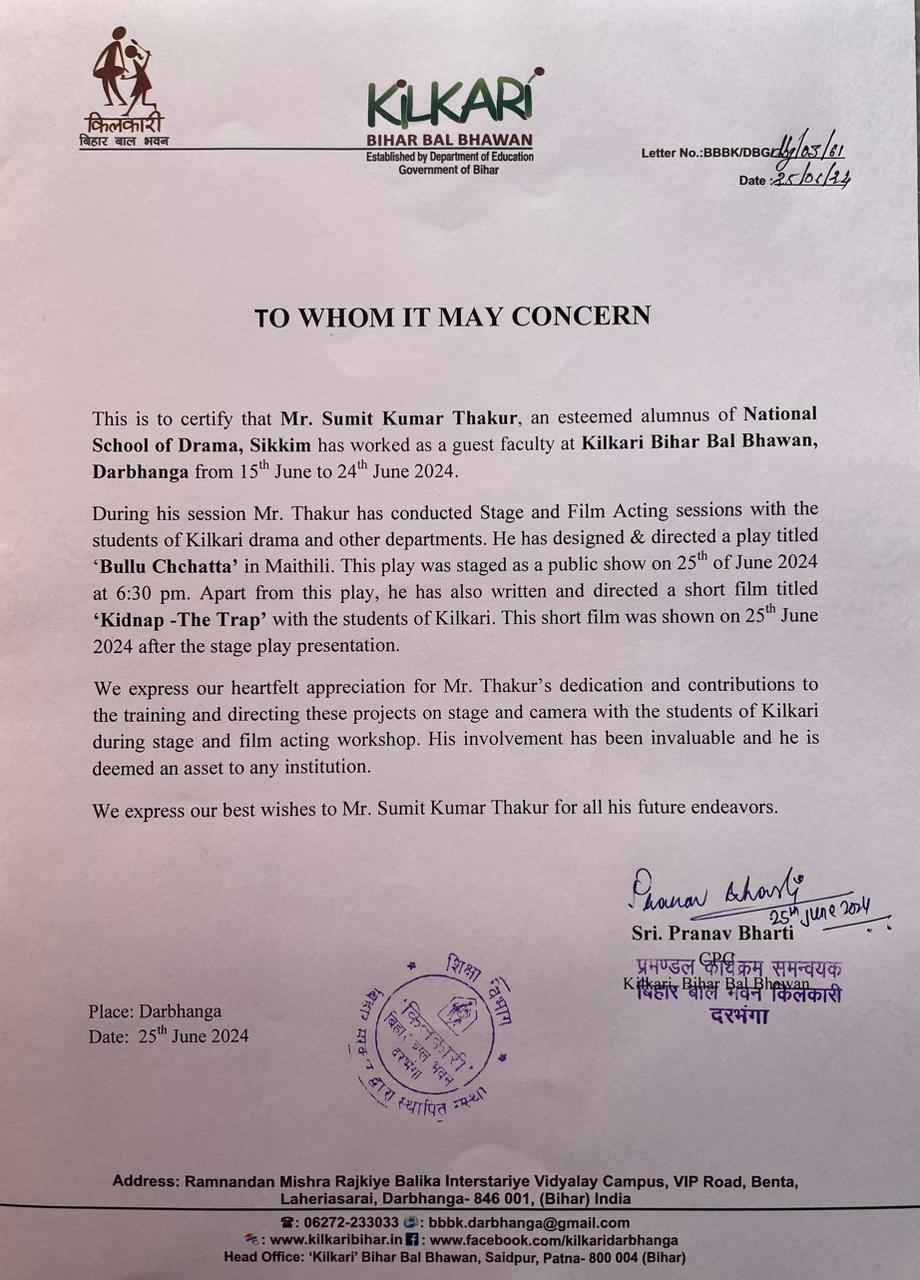 किलकारी
बिहार बाल भवन
KiLKARi
BIHAR BAL BHAWAN
Established by Department of Education
Government of Bihar
Letter No.:BBBK/DBG/03/61
Date :25/06/24
TO WHOM IT MAY CONCERN
This is to certify that Mr. Sumit Kumar Thakur, an esteemed alumnus of National
School of Drama, Sikkim has worked as a guest faculty at Kilkari Bihar Bal Bhawan,
Darbhanga from 15th June to 24th June 2024.
During his session Mr. Thakur has conducted Stage and Film Acting sessions with the
students of Kilkari drama and other departments. He has designed & directed a play titled
‘Bullu Chchatta’ in Maithili. This play was staged as a public show on 25th of June 2024
at 6:30 pm. Apart from this play, he has also written and directed a short film titled
‘Kidnap -The Trap’ with the students of Kilkari. This short film was shown on 25th June
2024 after the stage play presentation.
We express our heartfelt appreciation for Mr. Thakur’s dedication and contributions to
the training and directing these projects on stage and camera with the students of Kilkari
during stage and film acting workshop. His involvement has been invaluable and he is
deemed an asset to any institution.
We express our best wishes to Mr. Sumit Kumar Thakur for all his future endeavors.
Pranav Bharti
25th June 2024
Sri. Pranav Bharti
CPC
प्रमण्डल कार्यक्रम समन्वयक
Kilkari, Bihar Bal Bhawan
बिहार बाल भवन किलकारी
दरभंगा
शिक्षा विभाग
द्वारा स्थापित
'किलकारी'
बिहार बाल भवन
दरभंगा
Place: Darbhanga
Date: 25th June 2024
Address: Ramnandan Mishra Rajkiye Balika Interstariye Vidyalay Campus, VIP Road, Benta,
Laheriasarai, Darbhanga- 846 001, (Bihar) India
: 06272-233033 : bbbk.darbhanga@gmail.com
: www.kilkaribihar.in : www.facebook.com/kilkaridarbhanga
Head Office: ‘Kilkari’ Bihar Bal Bhawan, Saidpur, Patna- 800 004 (Bihar)